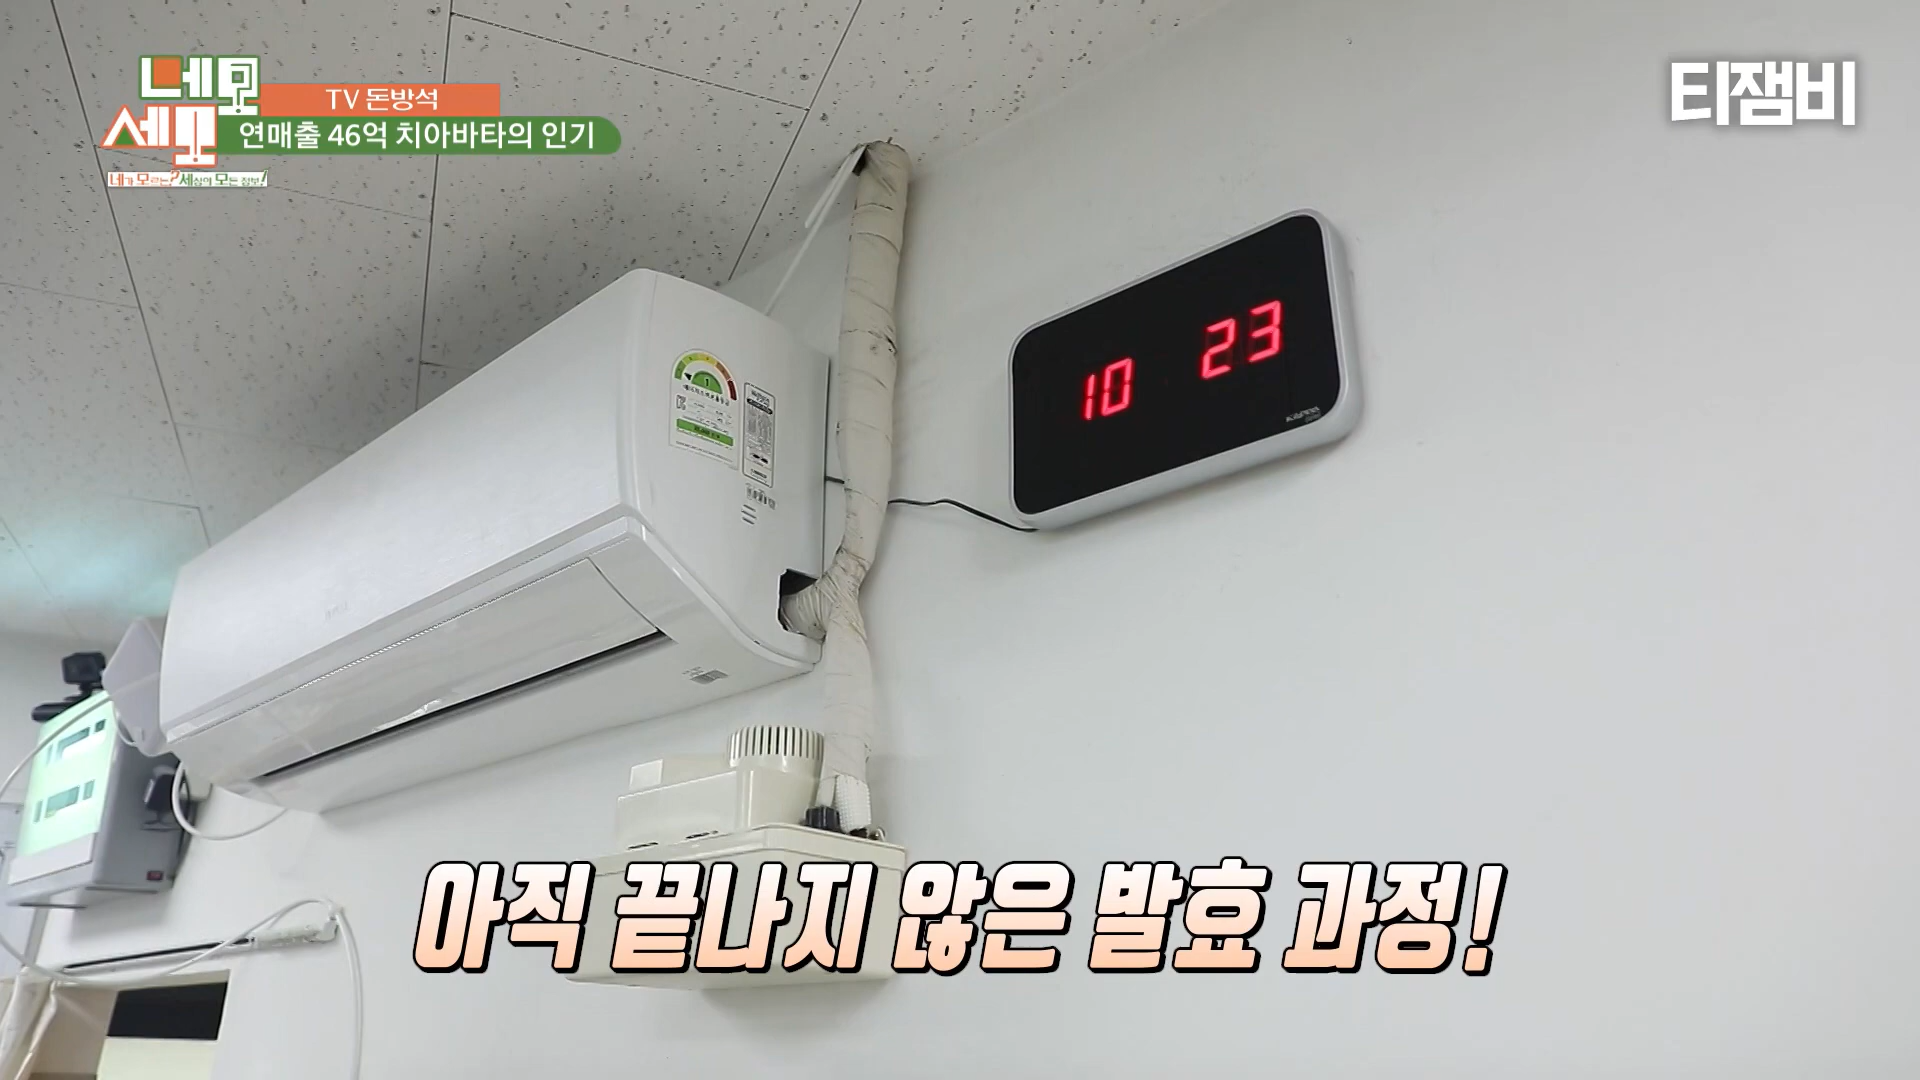 네모
세모
네가 모르는? 세상의 모든 정보!
TV 돈방석
연매출 46억 치아바타의 인기
티잼비
10 23
1
아직 끝나지 않은 발효 과정!